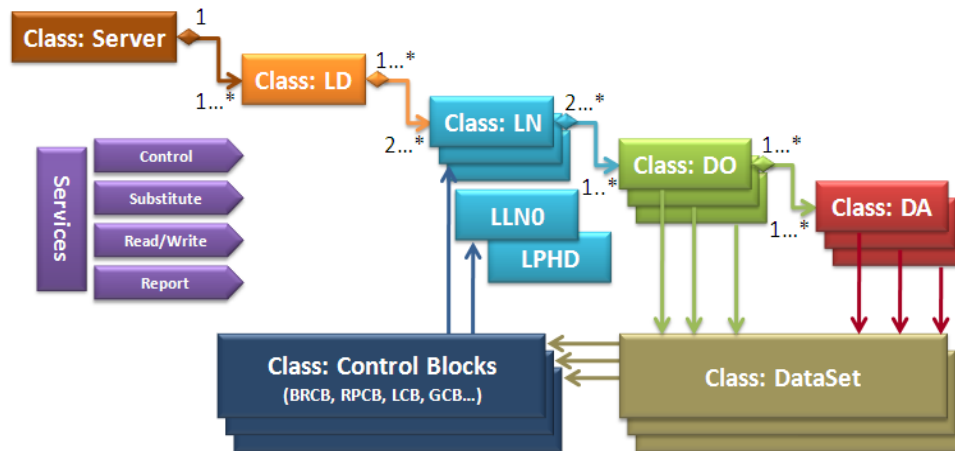 Class: Server
1
1...*
Class: LD
1...*
2...*
Class: LN
2...*
1..*
Class: DO
1...*
1...*
Class: DA
Services
Control
Substitute
Read/Write
Report
LLN0
LPHD
Class: Control Blocks
(BRCB, RPCB, LCB, GCB...)
Class: DataSet